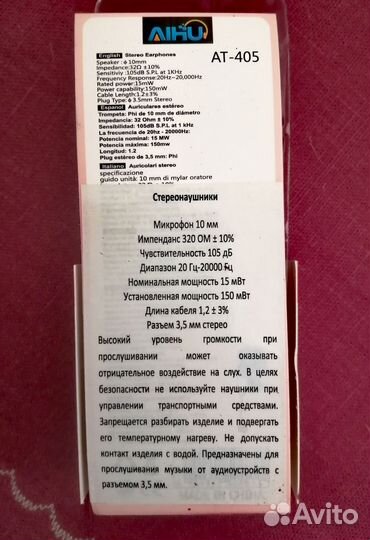 AIHU
AT-405
English Stereo Earphones
Speaker : ϕ10mm
Impedance:32Ω ±10%
Sensitiviy :105dB S.P.L at 1KHz
Frequency Response:20Hz~20,000Hz
Rated power:15mW
Power capability:150mW
Cable Length:1.2±3%
Plug Type:ϕ3.5mm Stereo
Español Auriculares estéreo
Trompeta: Phi de 10 mm de diámetro
Impedancia: 32 Ohm ± 10%
Sensibilidad: 105dB S.P.L at 1 kHz
La frecuencia de 20hz - 20000Hz:
Potencia nominal: 15 MW
Potencia máxima: 150mw
Longitud: 1.2
Plug estéreo de 3,5 mm: Phi
Italiano Auricolari stereo
specificazione
guido unità: 10 mm di mylar oratore
Стереонаушники
Микрофон 10 мм
Импенданс 320 ОМ ± 10%
Чувствительность 105 дБ
Диапазон 20 Гц-20000 Гц
Номинальная мощность 15 мВт
Установленная мощность 150 мВт
Длина кабеля 1,2 ± 3%
Разъем 3,5 мм стерео
Высокий уровень громкости при
прослушивании может оказывать
отрицательное воздействие на слух. В целях
безопасности не используйте наушники при
управлении транспортными средствами.
Запрещается разбирать изделие и подвергать
его температурному нагреву. Не допускать
контакт изделия с водой. Предназначены для
прослушивания музыки от аудиоустройств с
разъемом 3,5 мм.
Avito